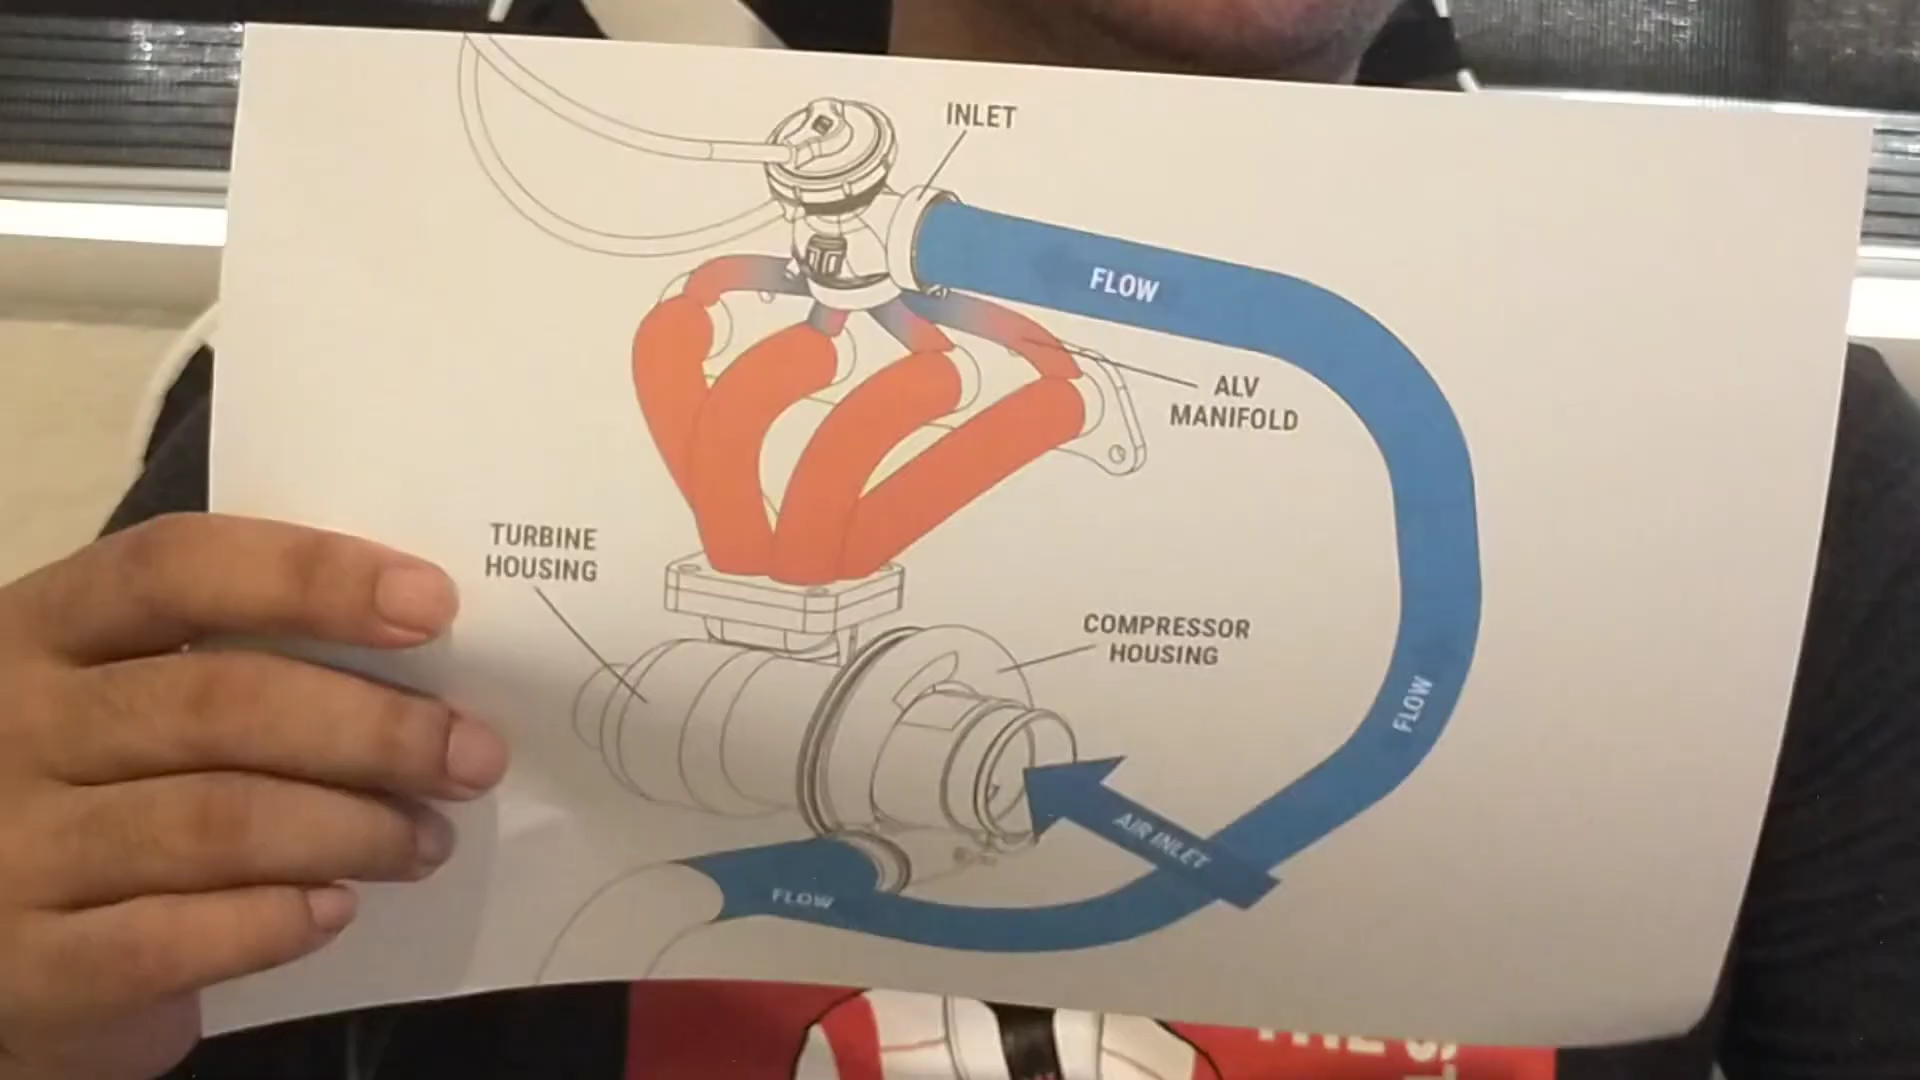 INLET
FLOW
ALV
MANIFOLD
TURBINE
HOUSING
COMPRESSOR
HOUSING
FLOW
AIR INLET
FLOW